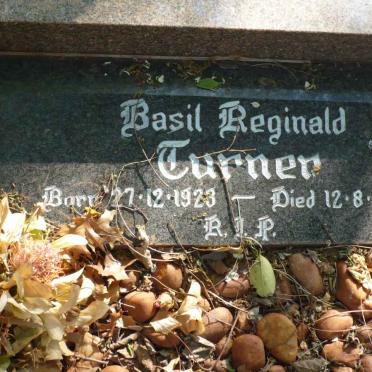 Basil Reginald
Turner
Born 27·12·1923 — Died 12·8·
R.I.P.